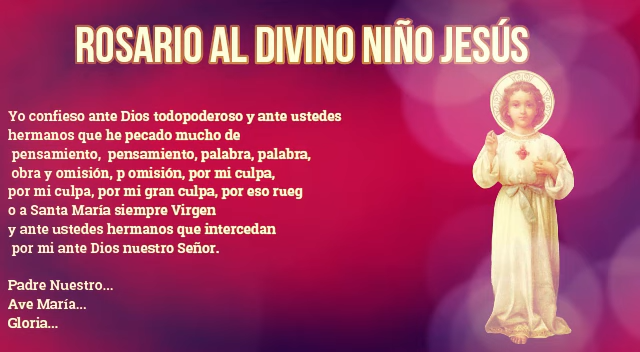 ROSARIO AL DIVINO NIÑO JESÚS
Yo confieso ante Dios todopoderoso y ante ustedes
hermanos que he pecado mucho de
pensamiento,  pensamiento, palabra, palabra,
obra y omisión, p omisión, por mi culpa,
por mi culpa, por mi gran culpa, por eso rueg
o a Santa María siempre Virgen
y ante ustedes hermanos que intercedan
por mi ante Dios nuestro Señor.
Padre Nuestro...
Ave María...
Gloria...